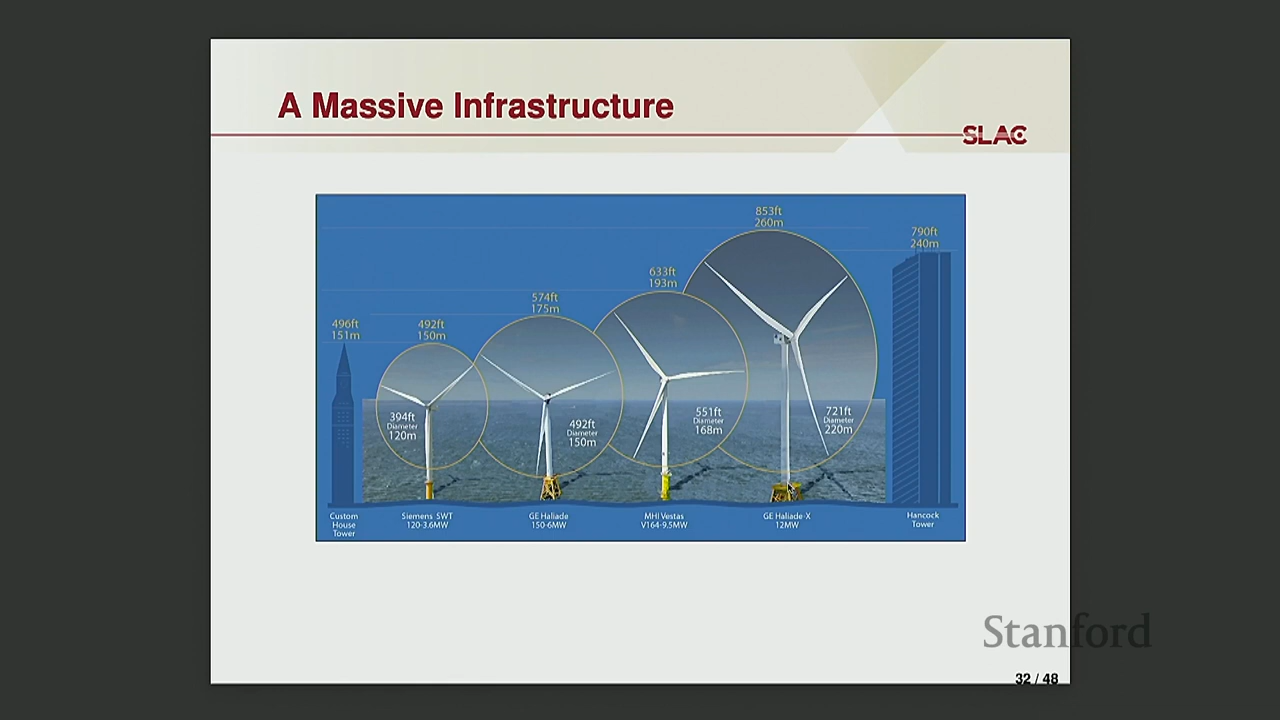 A Massive Infrastructure
SLAC
496ft
151m
492ft
150m
574ft
175m
633ft
193m
853ft
260m
790ft
240m
394ft
Diameter
120m
492ft
Diameter
150m
551ft
Diameter
168m
721ft
Diameter
220m
Custom
House
Tower
Siemens SWT
120-3.6MW
GE Haliade
150-6MW
MHI Vestas
V164-9.5MW
GE Haliade-X
12MW
Hancock
Tower
Stanford
32 / 48